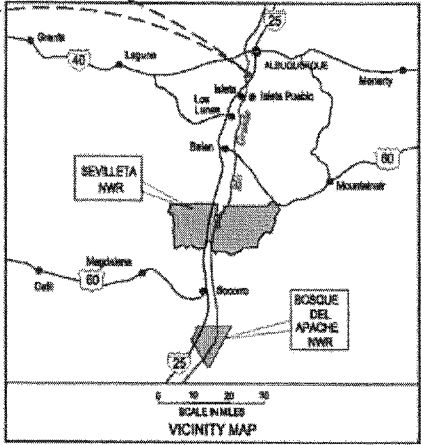 25
Grants
Laguna
40
ALBUQUERQUE
Moriarty
Isleta
Isleta Pueblo
Los
Lunas
Belen
60
SEVILLETA
NWR
Mountainair
Magdalena
60
Datil
Socorro
BOSQUE
DEL
APACHE
NWR
25
0 10 20 30
SCALE IN MILES
VICINITY MAP